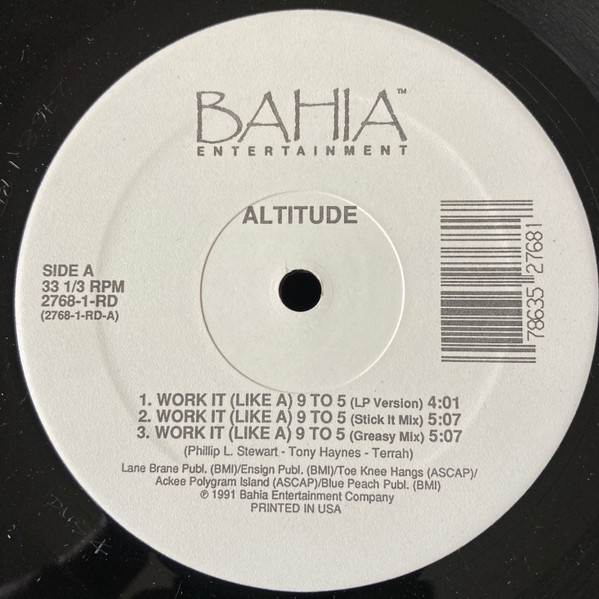 BAHIA™
ENTERTAINMENT
ALTITUDE
SIDE A
33 1/3 RPM
2768-1-RD
(2768-1-RD-A)
78635 27681
1. WORK IT (LIKE A) 9 TO 5 (LP Version) 4:01
2. WORK IT (LIKE A) 9 TO 5 (Stick It Mix) 5:07
3. WORK IT (LIKE A) 9 TO 5 (Greasy Mix) 5:07
(Phillip L. Stewart - Tony Haynes - Terrah)
Lane Brane Publ. (BMI)/Ensign Publ. (BMI)/Toe Knee Hangs (ASCAP)/
Ackee Polygram Island (ASCAP)/Blue Peach Publ. (BMI)
℗ 1991 Bahia Entertainment Company
PRINTED IN USA